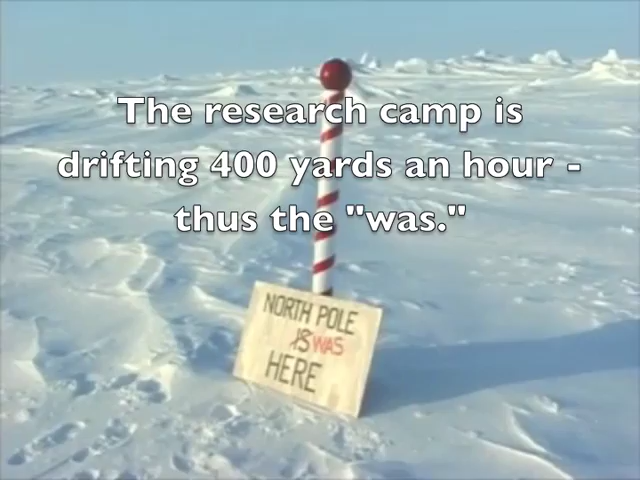 The research camp is
drifting 400 yards an hour -
thus the "was."
NORTH POLE
IS WAS
HERE